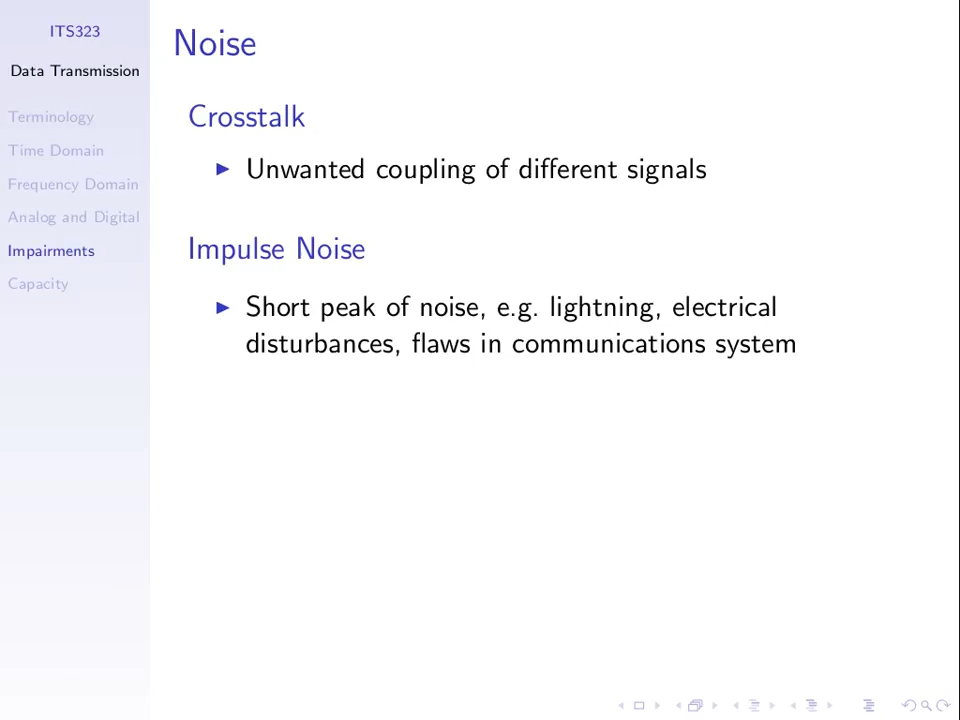 ITS323
Data Transmission
Terminology
Time Domain
Frequency Domain
Analog and Digital
Impairments
Capacity
Noise
Crosstalk
Unwanted coupling of different signals
Impulse Noise
Short peak of noise, e.g. lightning, electrical
disturbances, flaws in communications system